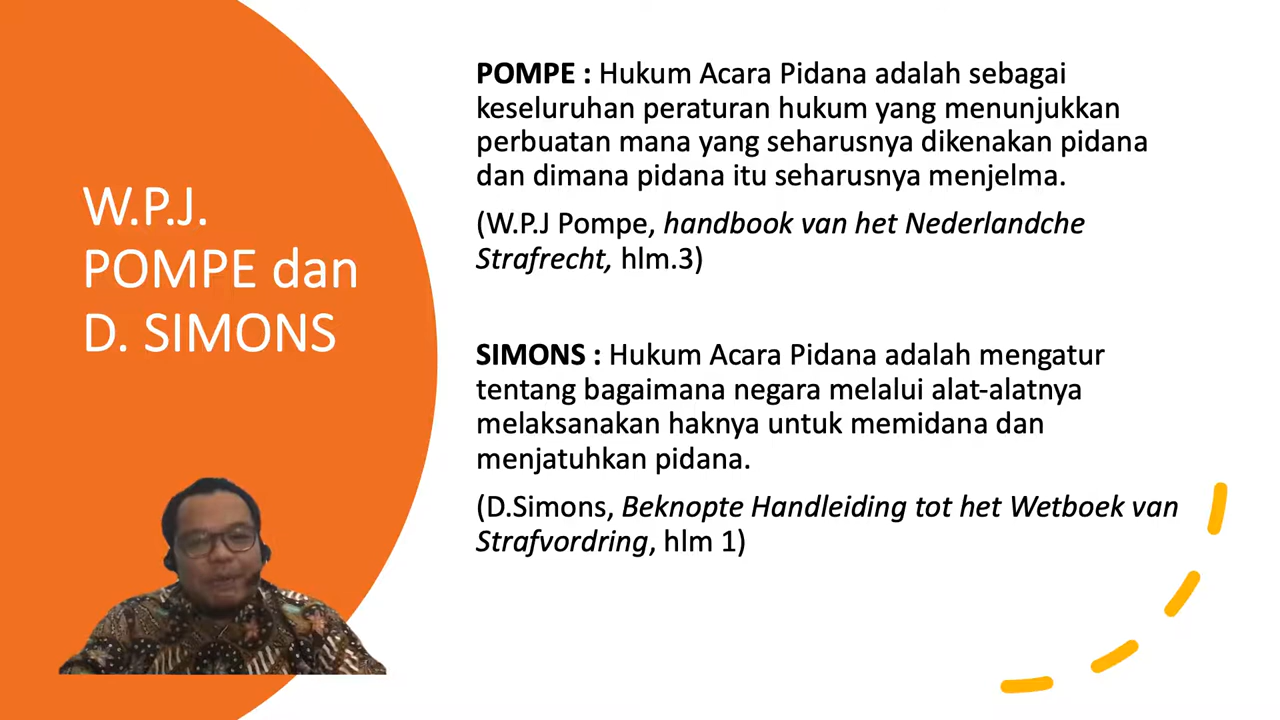 W.P.J.
POMPE dan
D. SIMONS
POMPE : Hukum Acara Pidana adalah sebagai
keseluruhan peraturan hukum yang menunjukkan
perbuatan mana yang seharusnya dikenakan pidana
dan dimana pidana itu seharusnya menjelma.
(W.P.J Pompe, handbook van het Nederlandche
Strafrecht, hlm.3)
SIMONS : Hukum Acara Pidana adalah mengatur
tentang bagaimana negara melalui alat-alatnya
melaksanakan haknya untuk memidana dan
menjatuhkan pidana.
(D.Simons, Beknopte Handleiding tot het Wetboek van
Strafvordring, hlm 1)